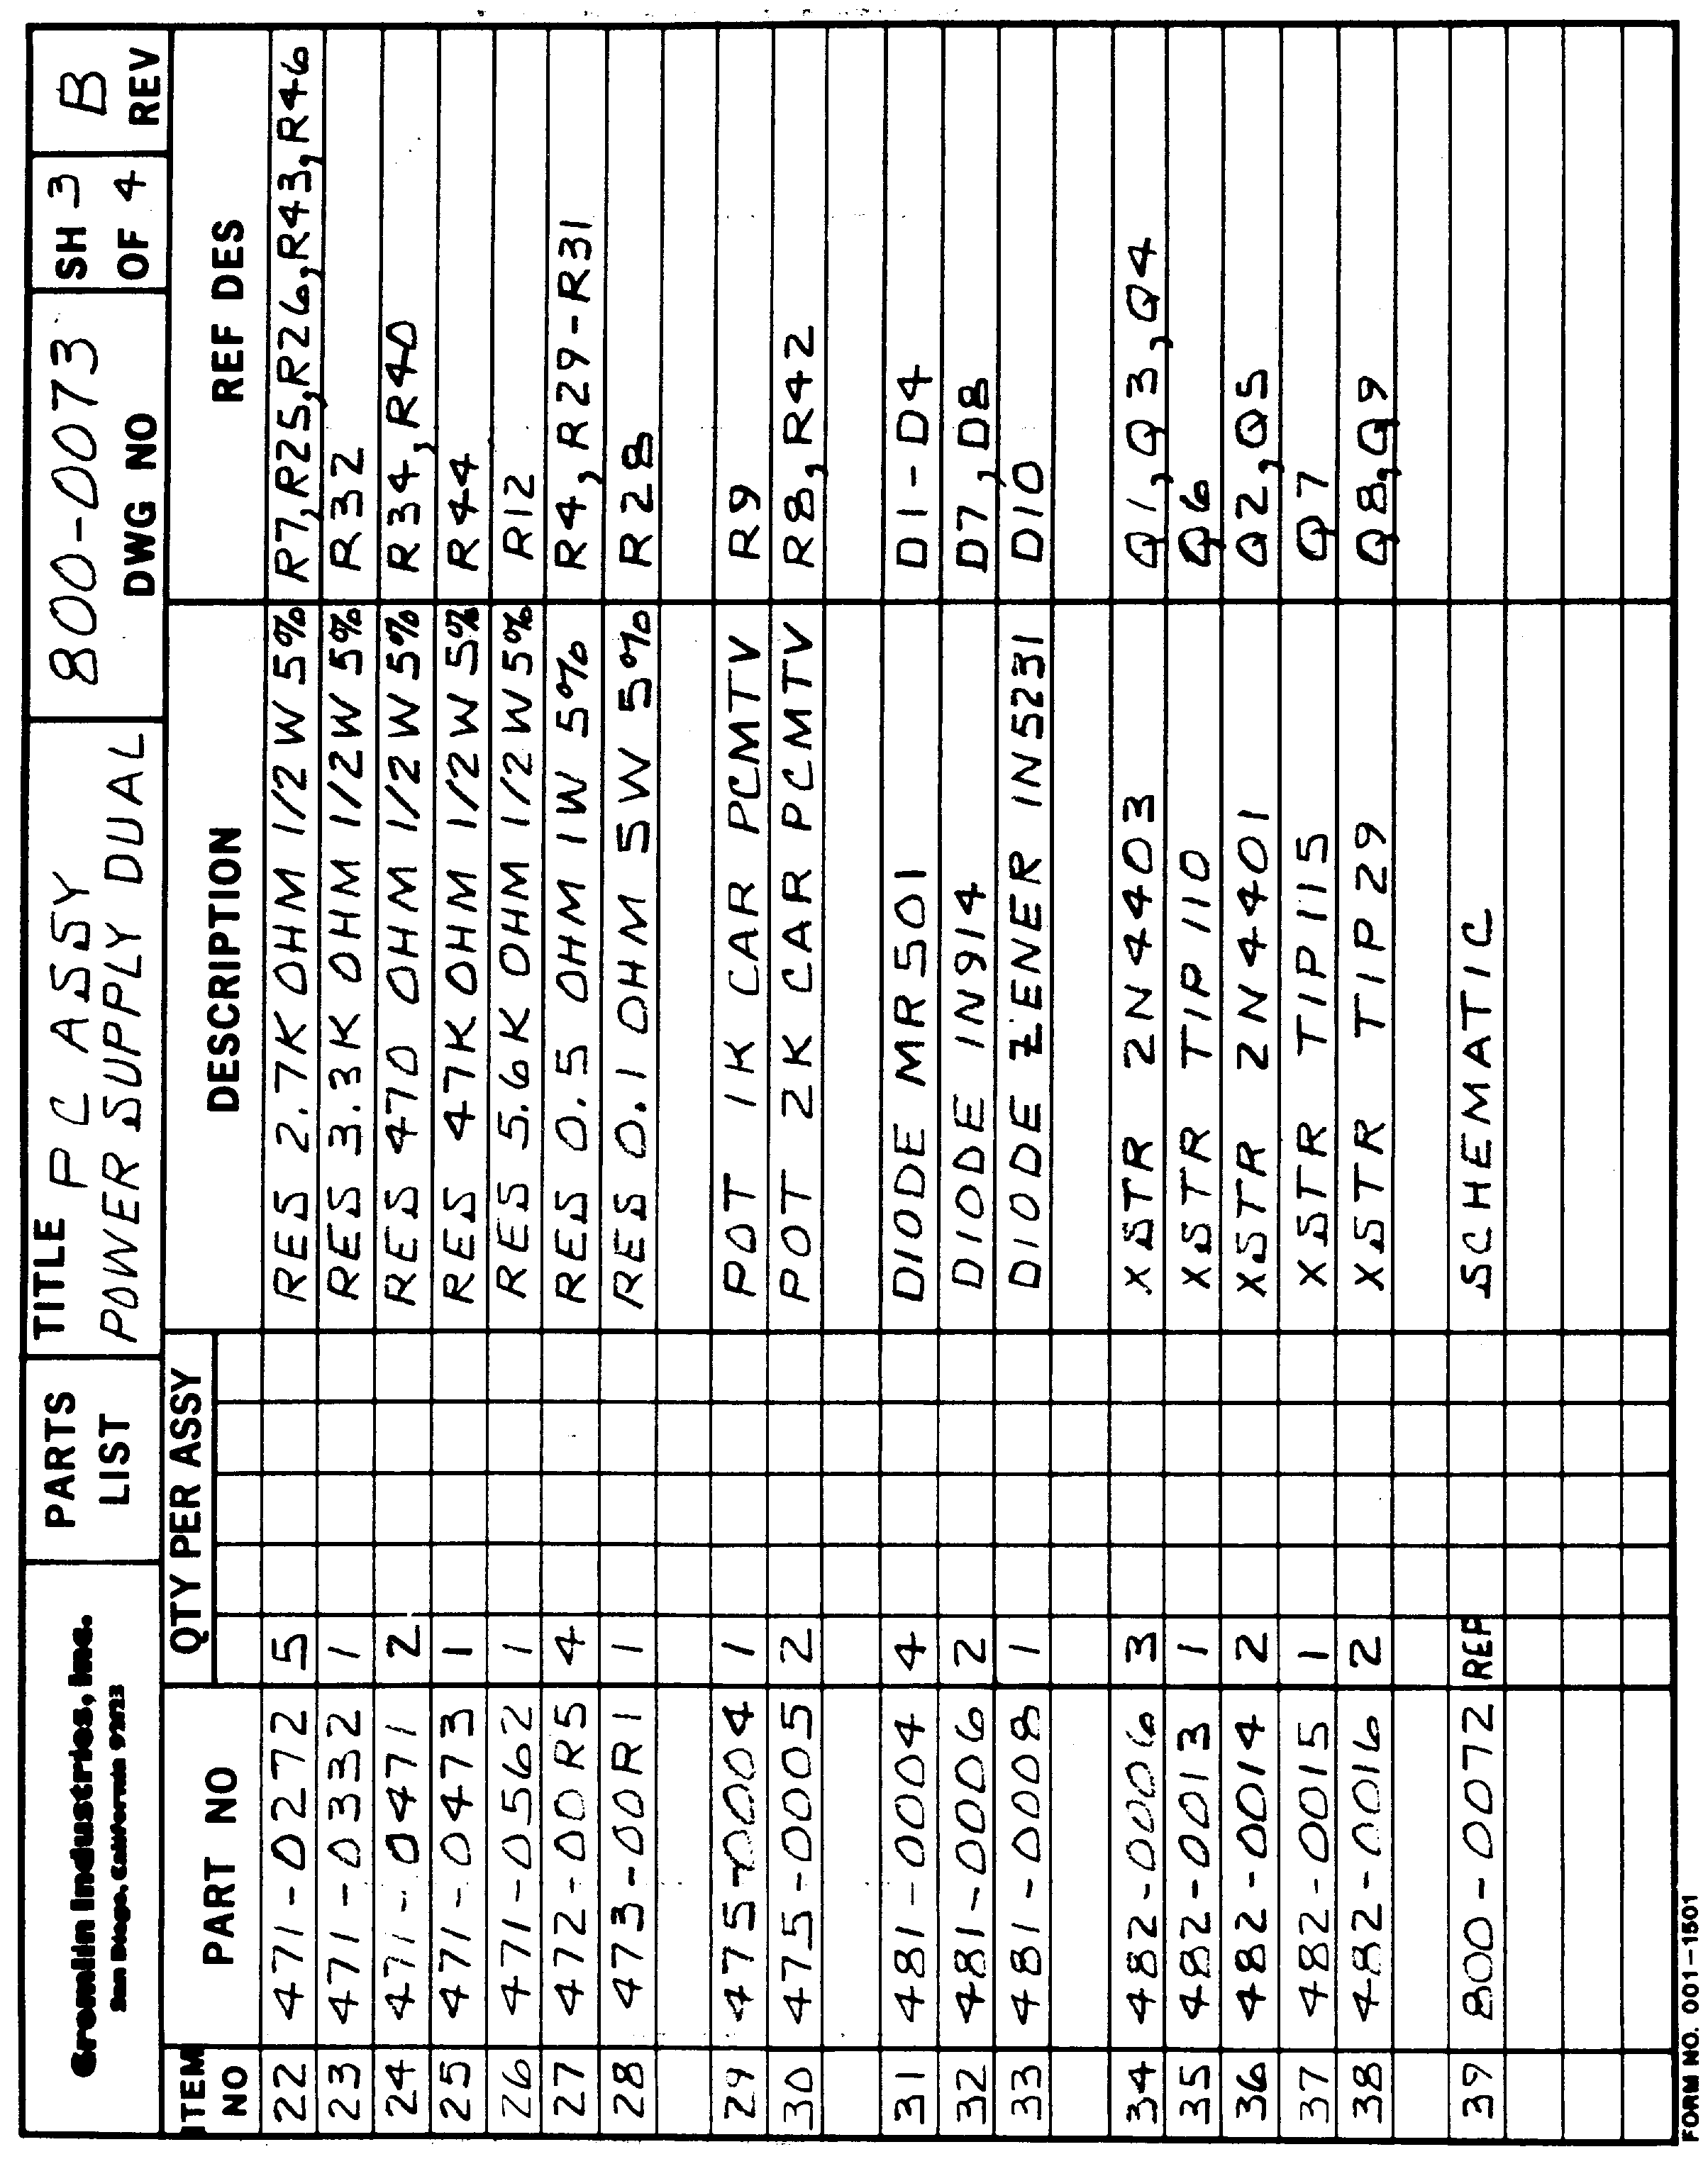 Gremlin Industries, Inc.
San Diego, California 92123
PARTS LIST
TITLE PC ASSY
POWER SUPPLY DUAL
800-0073
DWG NO
SH 3
OF 4
B
REV
ITEM NO PART NO QTY PER ASSY DESCRIPTION REF DES
22 471-0272 5 RES 2.7K OHM 1/2W 5% R7,R25,R26,R43,R46
23 471-0332 1 RES 3.3K OHM 1/2W 5% R32
24 471-0471 2 RES 470 OHM 1/2W 5% R34,R40
25 471-0473 1 RES 47K OHM 1/2W 5% R44
26 471-0562 1 RES 5.6K OHM 1/2W 5% R12
27 472-00R5 4 RES 0.5 OHM 1W 5% R4,R29-R31
28 473-00R1 1 RES 0.1 OHM 5W 5% R28
29 475-0004 1 POT 1K CAR PCMTV R9
30 475-0005 2 POT 2K CAR PCMTV R8,R42
31 481-0004 4 DIODE MR501 D1-D4
32 481-0006 2 DIODE IN914 D7,D8
33 481-0008 1 DIODE ZENER IN5231 D10
34 482-0006 3 XSTR 2N4403 Q1,Q3,Q4
35 482-0013 1 XSTR TIP110 Q6
36 482-0014 2 XSTR 2N4401 Q2,Q5
37 482-0015 1 XSTR TIP115 Q7
38 482-0016 2 XSTR TIP29 Q8,Q9
39 800-0072 REF SCHEMATIC
FORM NO. 001-1501